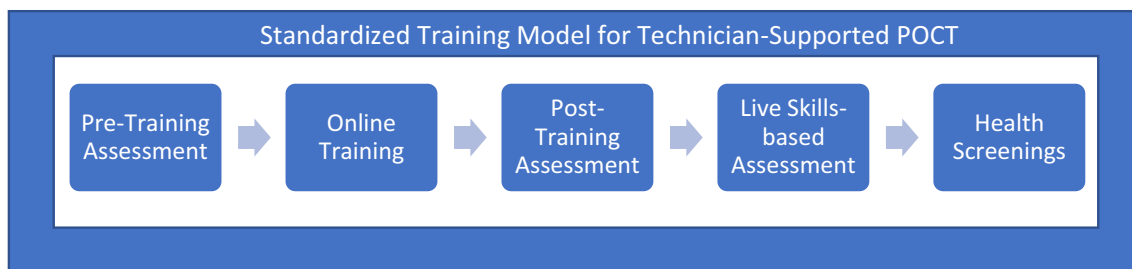 Standardized Training Model for Technician-Supported POCT
Pre-Training
Assessment
Online
Training
Post-
Training
Assessment
Live Skills-
based
Assessment
Health
Screenings